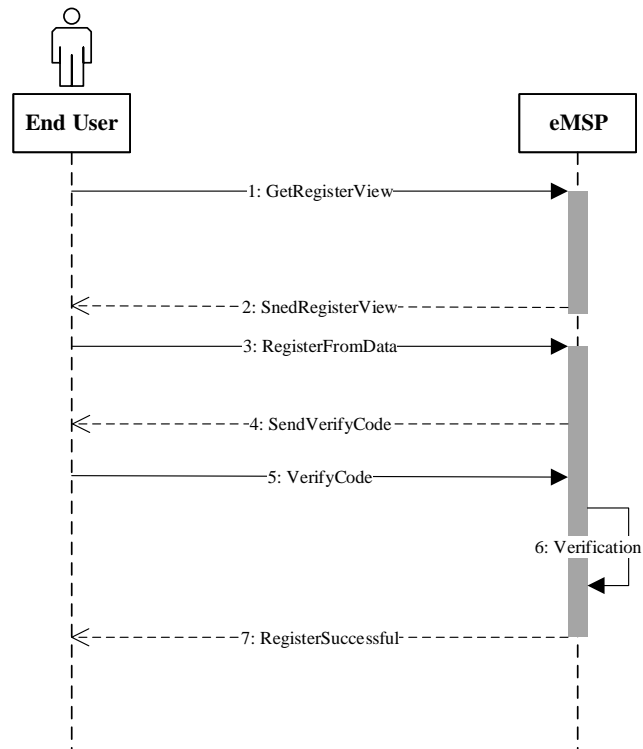 End User
eMSP
1: GetRegisterView
2: SnedRegisterView
3: RegisterFromData
4: SendVerifyCode
5: VerifyCode
6: Verification
7: RegisterSuccessful